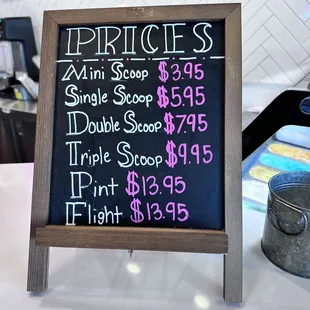 PRICES
Mini Scoop $3.95
Single Scoop $5.95
Double Scoop $7.95
Triple Scoop $9.95
Pint $13.95
Flight $13.95